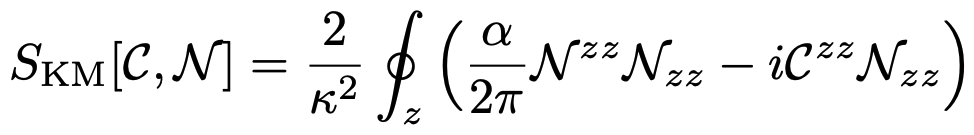 S_{\mathrm{KM}}[\mathcal{C}, \mathcal{N}] = \frac{2}{\kappa^2} \oint_z \left( \frac{\alpha}{2\pi} \mathcal{N}^{zz} \mathcal{N}_{zz} - i \mathcal{C}^{zz} \mathcal{N}_{zz} \right)